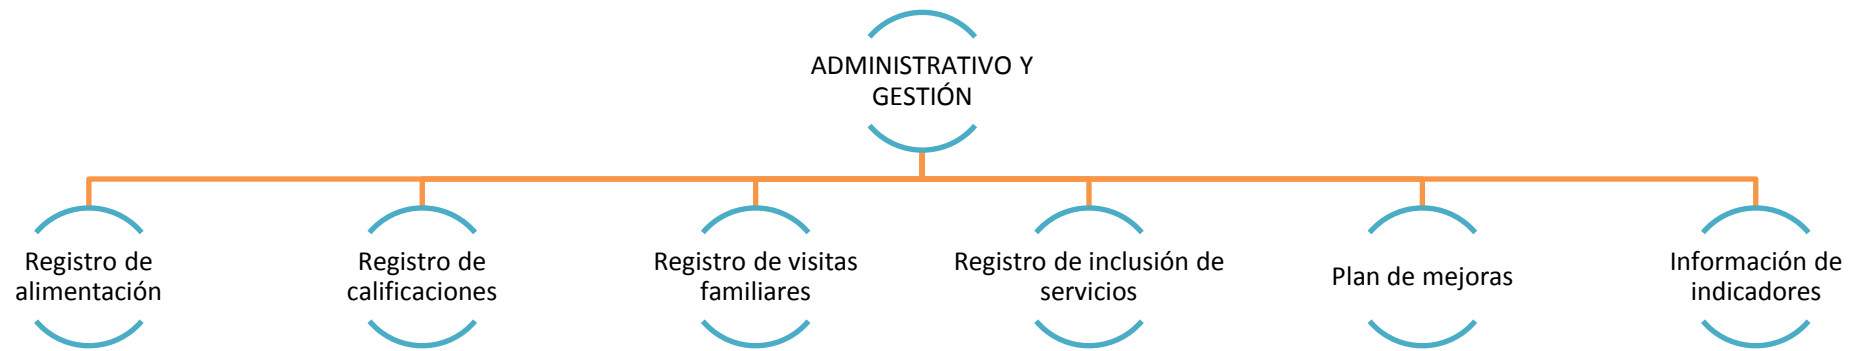 ADMINISTRATIVO Y
GESTIÓN
Registro de
alimentación
Registro de
calificaciones
Registro de visitas
familiares
Registro de inclusión de
servicios
Plan de mejoras
Información de
indicadores